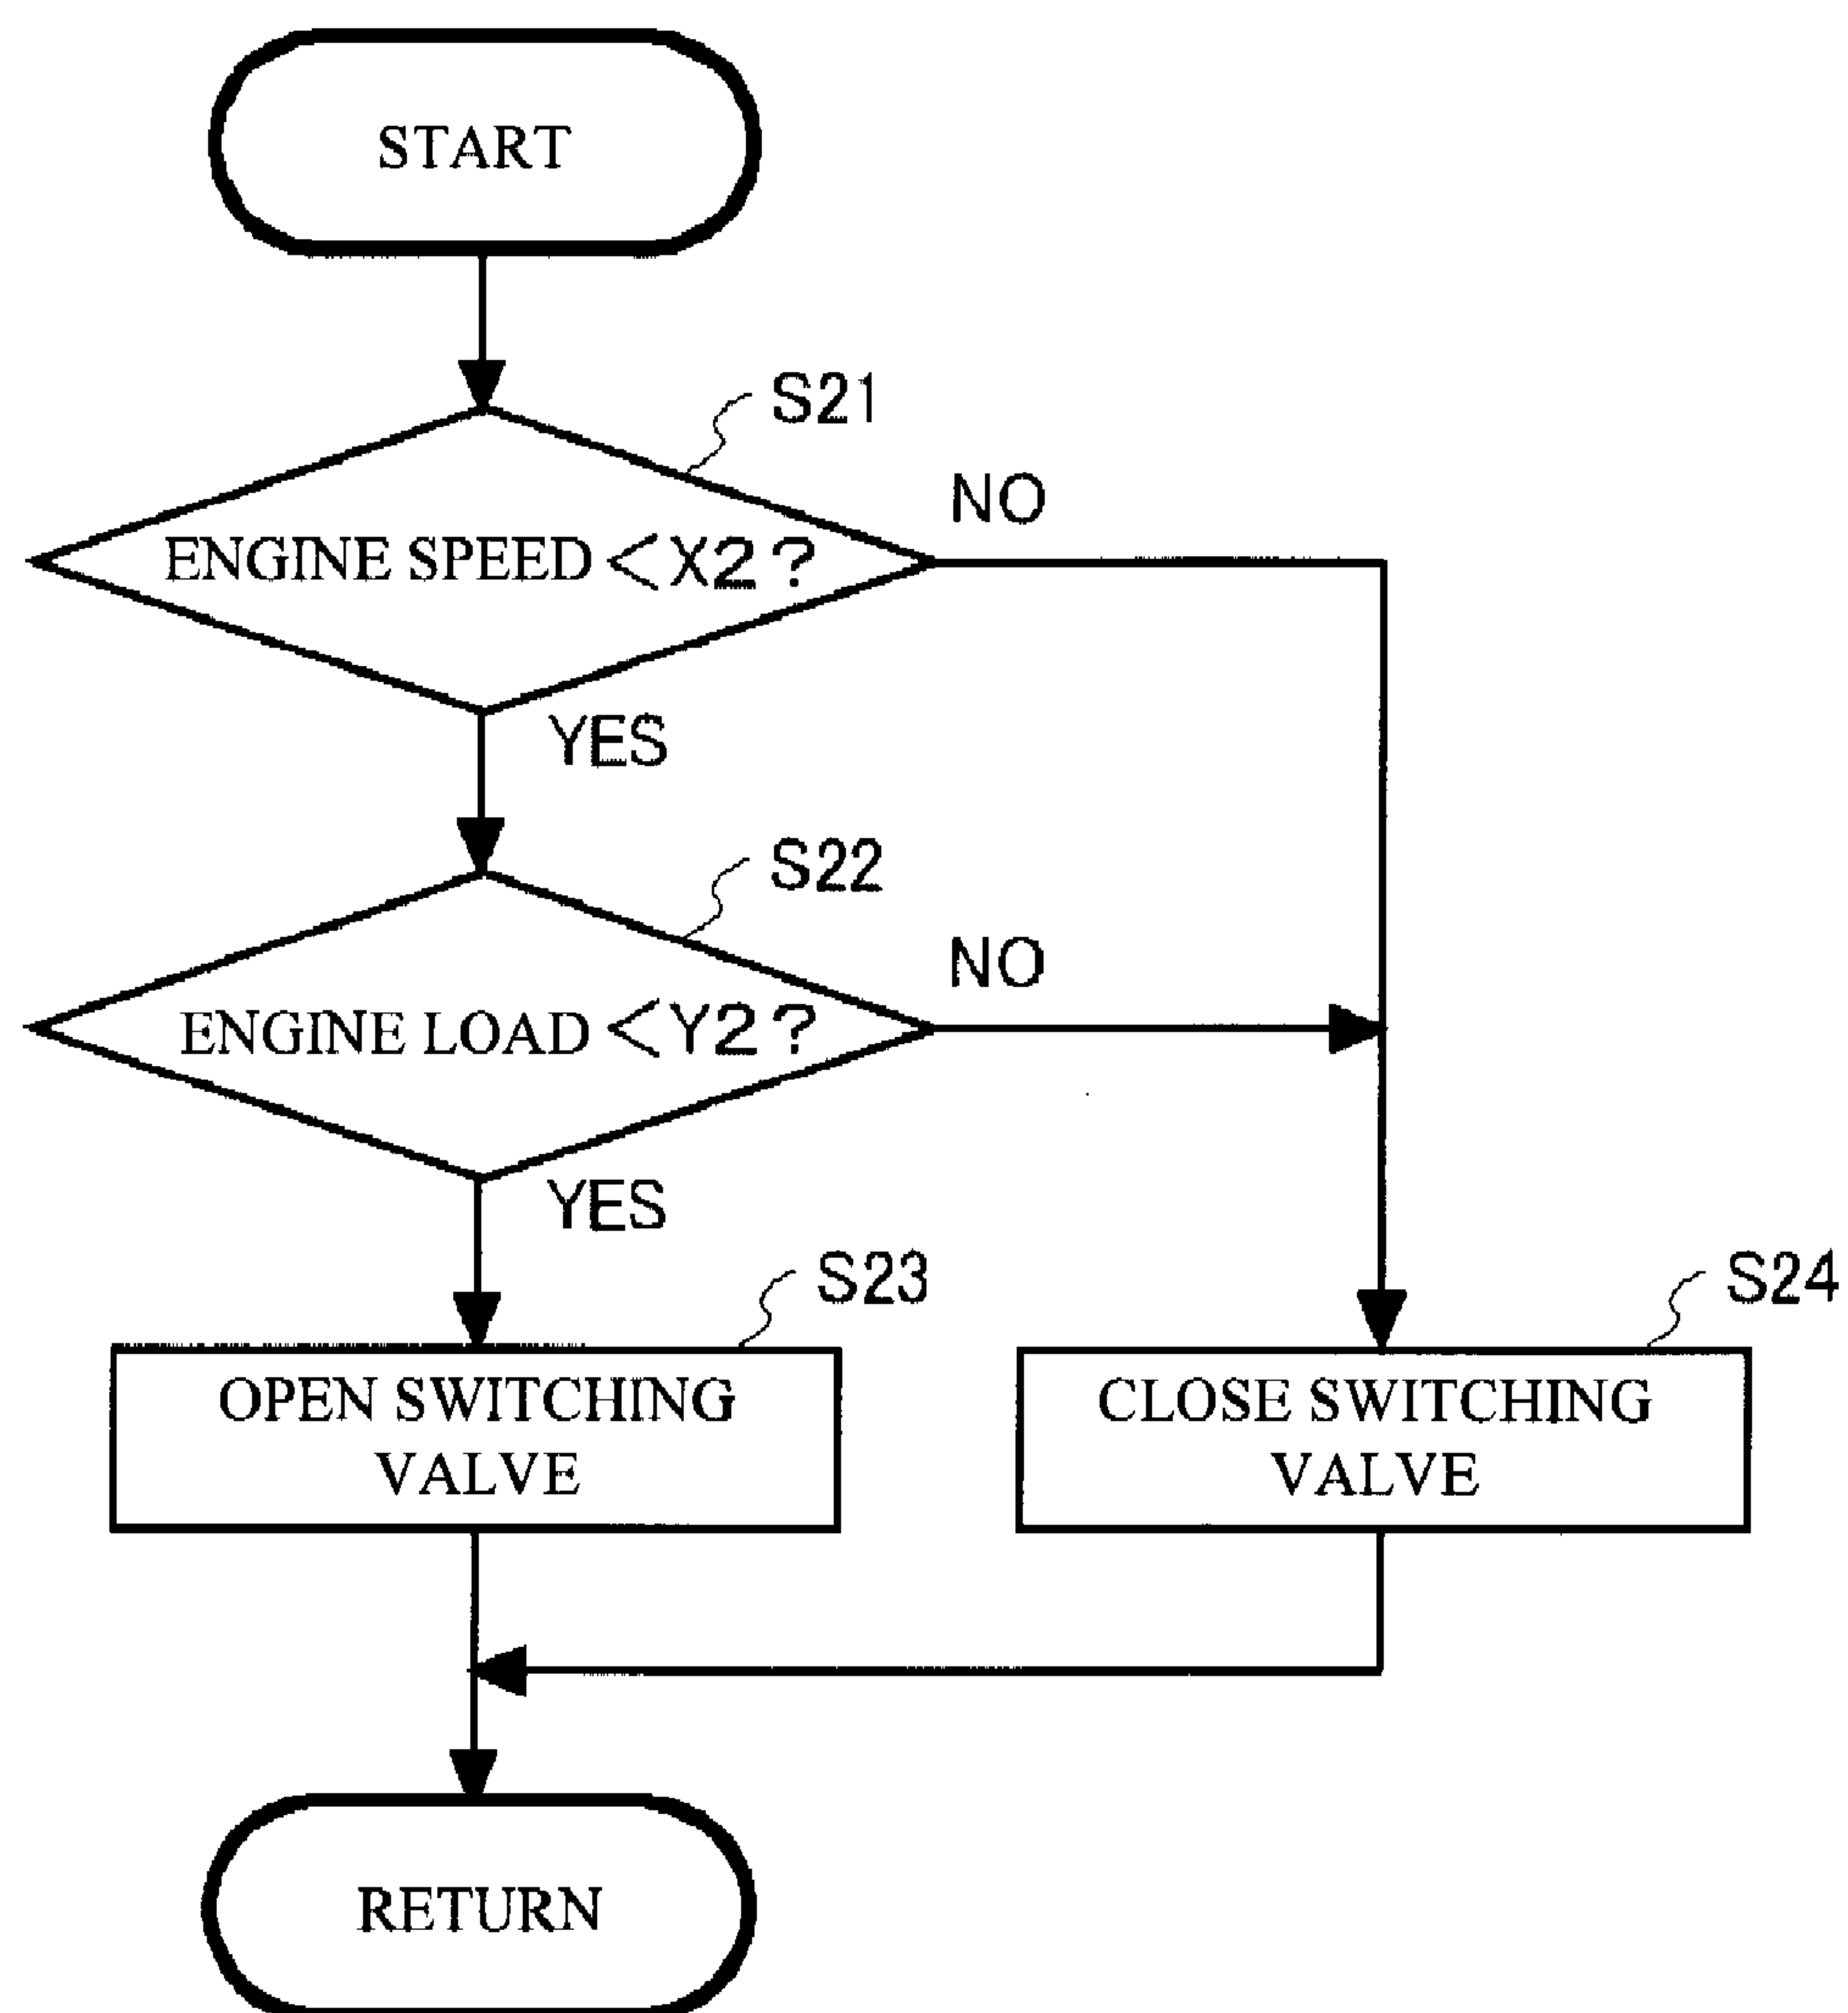 START
S21
NO
ENGINE SPEED <X2?
YES
S22
NO
ENGINE LOAD <Y2?
YES
S23
S24
OPEN SWITCHING
VALVE
CLOSE SWITCHING
VALVE
RETURN